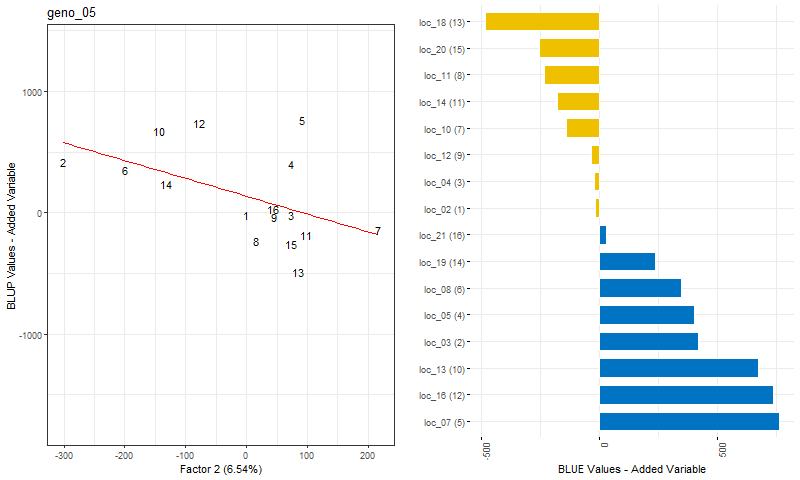 geno_05
BLUP Values - Added Variable
1000
0
-1000
5
12
10
2
4
6
14
16
1
3
9
7
11
8
15
13
-300
-200
-100
0
100
200
Factor 2 (6.54%)
loc_18 (13)
loc_20 (15)
loc_11 (8)
loc_14 (11)
loc_10 (7)
loc_12 (9)
loc_04 (3)
loc_02 (1)
loc_21 (16)
loc_19 (14)
loc_08 (6)
loc_05 (4)
loc_03 (2)
loc_13 (10)
loc_16 (12)
loc_07 (5)
-500
0
500
BLUE Values - Added Variable